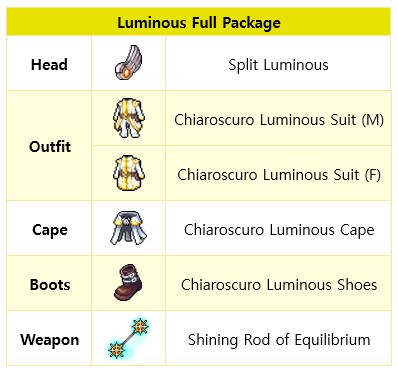 Luminous Full Package
Head Split Luminous
Outfit Chiaroscuro Luminous Suit (M)
Chiaroscuro Luminous Suit (F)
Cape Chiaroscuro Luminous Cape
Boots Chiaroscuro Luminous Shoes
Weapon Shining Rod of Equilibrium